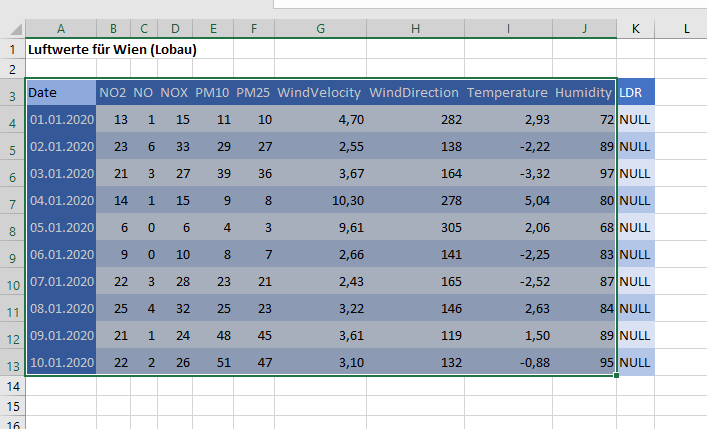 A B C D E F G H I J K L
1 Luftwerte für Wien (Lobau)
2
3 Date NO2 NO NOX PM10 PM25 WindVelocity WindDirection Temperature Humidity LDR
4 01.01.2020 13 1 15 11 10 4,70 282 2,93 72 NULL
5 02.01.2020 23 6 33 29 27 2,55 138 -2,22 89 NULL
6 03.01.2020 21 3 27 39 36 3,67 164 -3,32 97 NULL
7 04.01.2020 14 1 15 9 8 10,30 278 5,04 80 NULL
8 05.01.2020 6 0 6 4 3 9,61 305 2,06 68 NULL
9 06.01.2020 9 0 10 8 7 2,66 141 -2,25 83 NULL
10 07.01.2020 22 3 28 23 21 2,43 165 -2,52 87 NULL
11 08.01.2020 25 4 32 25 23 3,22 146 2,63 84 NULL
12 09.01.2020 21 1 24 48 45 3,61 119 1,50 89 NULL
13 10.01.2020 22 2 26 51 47 3,10 132 -0,88 95 NULL
14
15
16